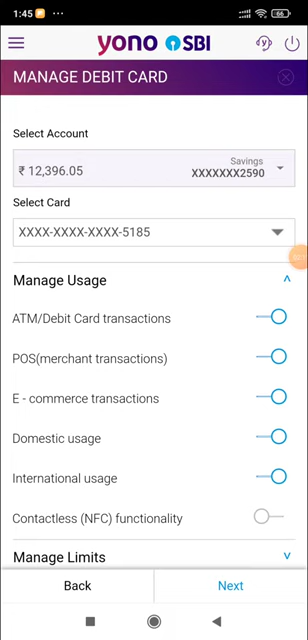 1:45
66
yono SBI
MANAGE DEBIT CARD
Select Account
₹ 12,396.05
Savings
XXXXXXX2590
Select Card
XXXX-XXXX-XXXX-5185
Manage Usage
ATM/Debit Card transactions
POS(merchant transactions)
E - commerce transactions
Domestic usage
International usage
Contactless (NFC) functionality
Manage Limits
Back Next